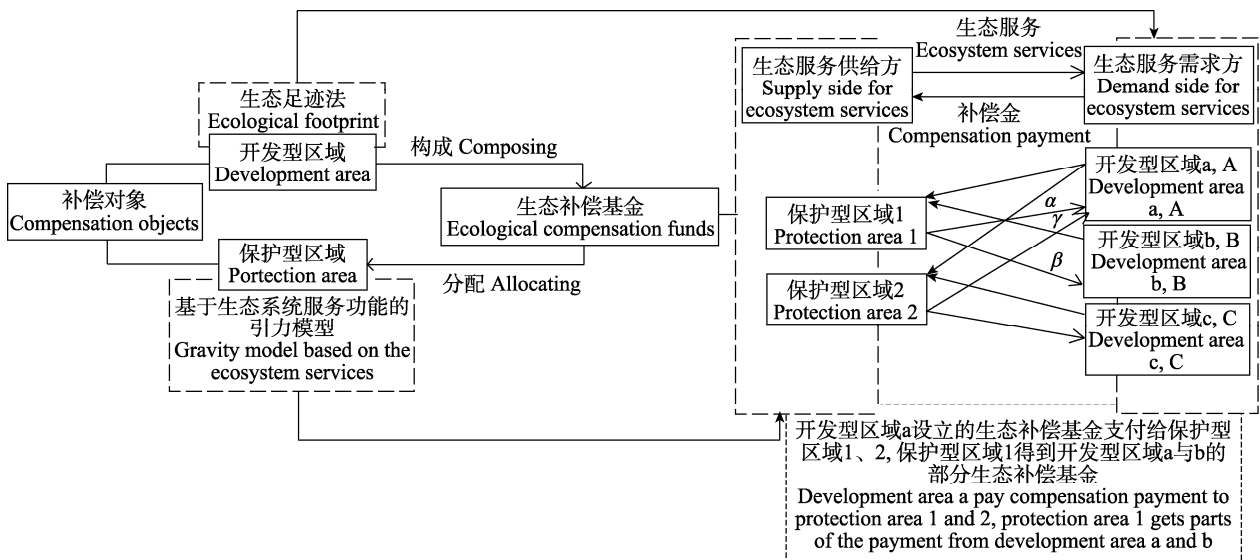 生态足迹法
Ecological footprint
开发型区域
Development area
构成 Composing
补偿对象
Compensation objects
生态补偿基金
Ecological compensation funds
保护型区域
Portection area
分配 Allocating
基于生态系统服务功能的
引力模型
Gravity model based on the
ecosystem services
生态服务供给方
Supply side for
ecosystem services
生态服务
Ecosystem services
补偿金
Compensation payment
生态服务需求方
Demand side for
ecosystem services
保护型区域1
Protection area 1
保护型区域2
Protection area 2
α
γ
β
开发型区域a, A
Development area
a, A
开发型区域b, B
Development area
b, B
开发型区域c, C
Development area
c, C
开发型区域a设立的生态补偿基金支付给保护型
区域1、2, 保护型区域1得到开发型区域a与b的
部分生态补偿基金
Development area a pay compensation payment to
protection area 1 and 2, protection area 1 gets parts
of the payment from development area a and b